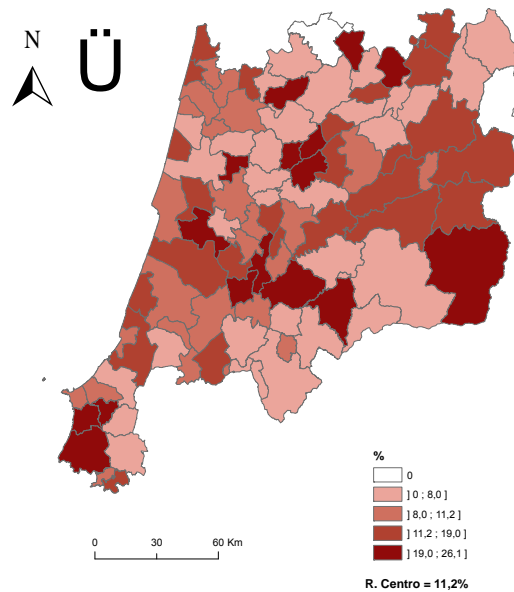 N
Ü
%
0
] 0 ; 8,0 ]
] 8,0 ; 11,2 ]
] 11,2 ; 19,0 ]
] 19,0 ; 26,1 ]
0 30 60 Km
R. Centro = 11,2%